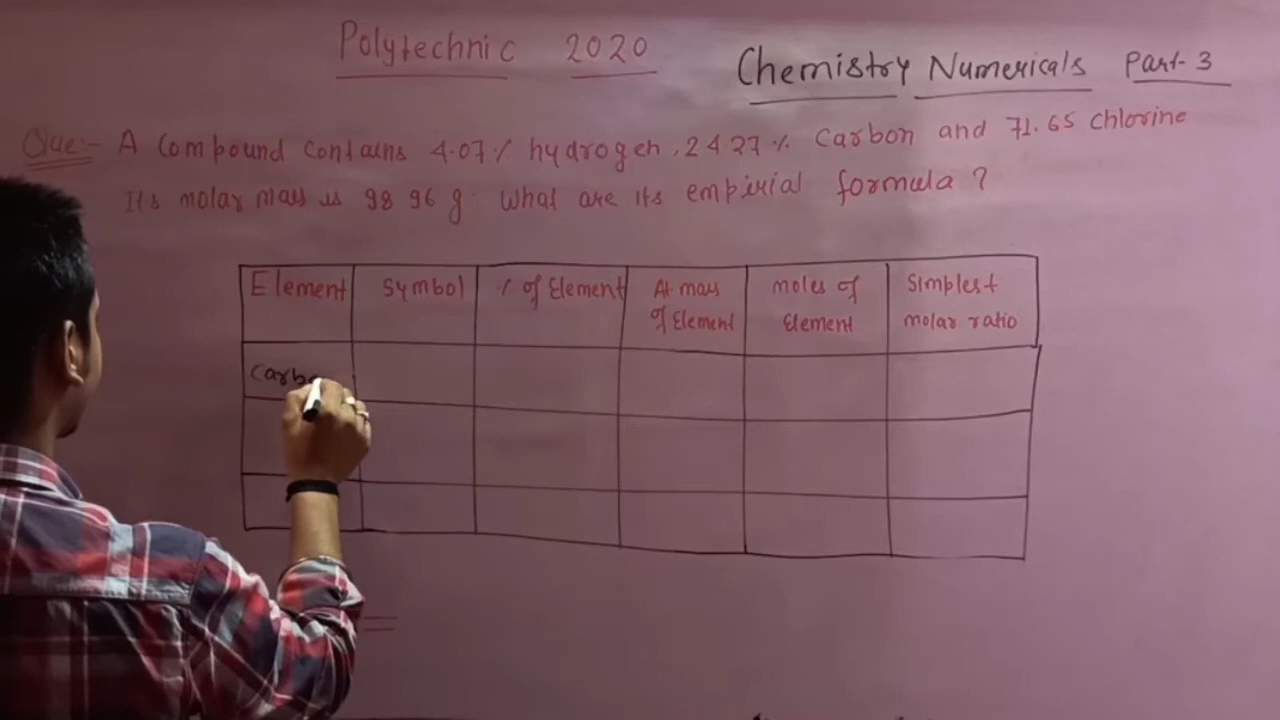 Polytechnic 2020
Chemistry Numericals Part-3
Que:- A Compound contains 4.07% hydrogen, 24 27 % Carbon and 71.65 chlorine
Its molar mass is 98 96 g What are its empirial formula ?
Element Symbol % of Element At mass of Element moles of Element Simplest molar ratio
Carbo